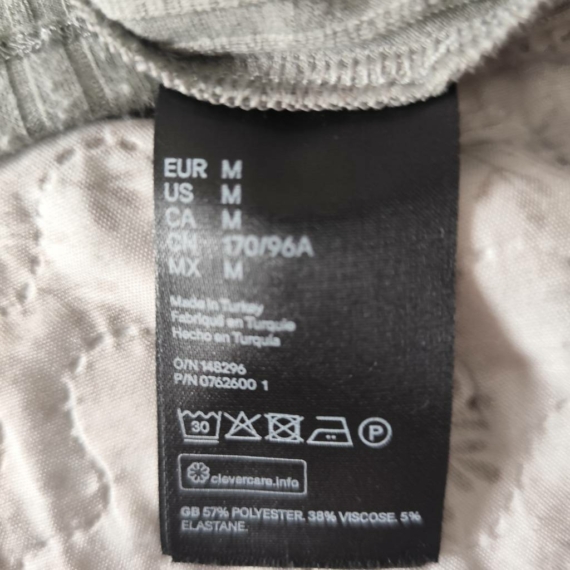 EUR M
US M
CA M
CN 170/96A
MX M
Made in Turkey
Fabriqué en Turquie
Hecho en Turquía
O/N 148296
P/N 0762600 1
30 P
clevercare.info
GB 57% POLYESTER. 38% VISCOSE. 5%
ELASTANE.